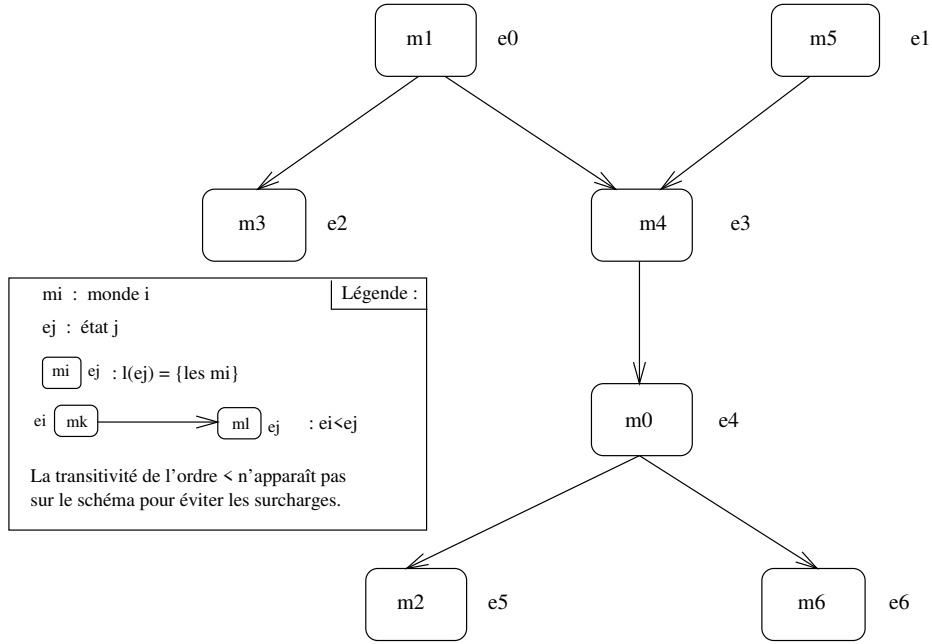 m1 e0
m5 e1
m3 e2
m4 e3
Légende :
mi : monde i
ej : état j
mi ej : l(ej) = {les mi}
ei mk ml ej : ei<ej
La transitivité de l'ordre < n'apparaît pas
sur le schéma pour éviter les surcharges.
m0 e4
m2 e5
m6 e6